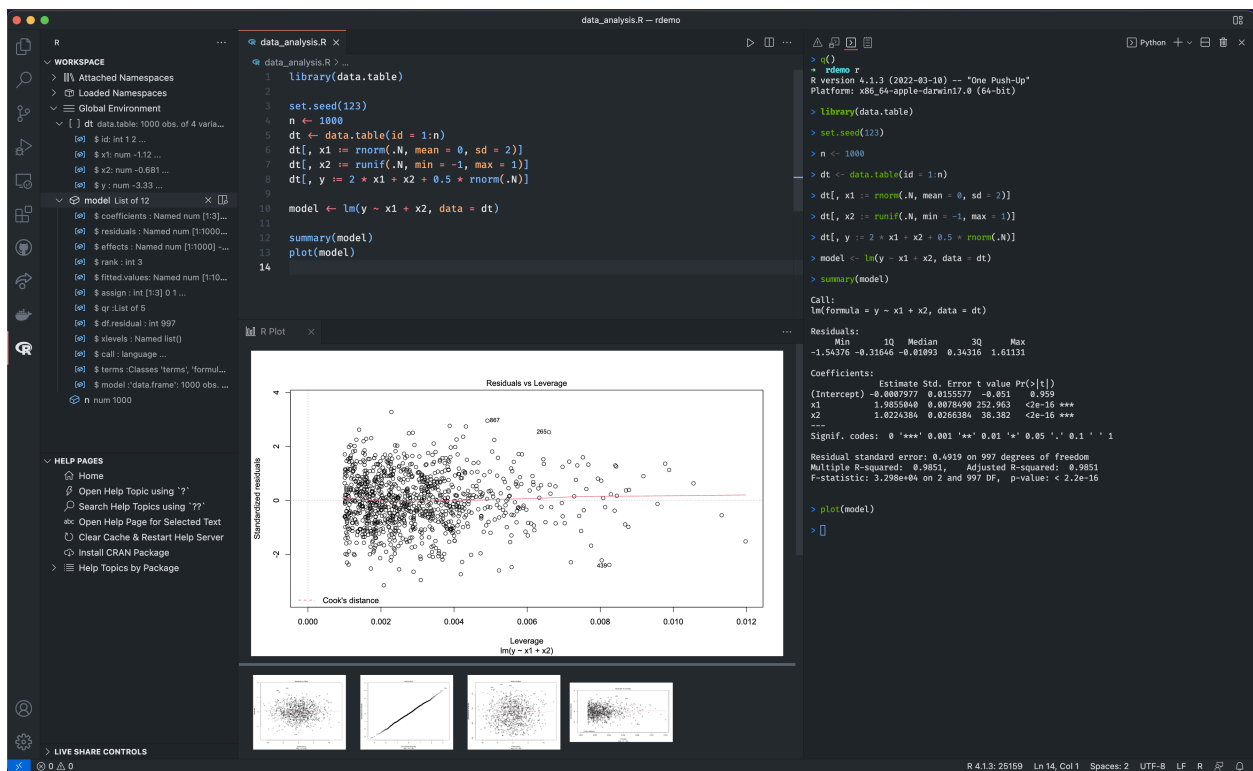 data_analysis.R — rdemo
R
WORKSPACE
Attached Namespaces
Loaded Namespaces
Global Environment
[ ] dt data.table: 1000 obs. of 4 varia...
$ id: int 1 2 ...
$ x1: num -1.12 ...
$ x2: num -0.681 ...
$ y : num -3.33 ...
model List of 12
$ coefficients : Named num [1:3]...
$ residuals : Named num [1:1000...
$ effects : Named num [1:1000] -...
$ rank : int 3
$ fitted.values: Named num [1:10...
$ assign : int [1:3] 0 1 ...
$ qr :List of 5
$ df.residual : int 997
$ xlevels : Named list()
$ call : language ...
$ terms :Classes 'terms', 'formul...
$ model :'data.frame': 1000 obs. ...
n num 1000
HELP PAGES
Home
Open Help Topic using `?`
Search Help Topics using `??`
abc Open Help Page for Selected Text
Clear Cache & Restart Help Server
Install CRAN Package
Help Topics by Package
LIVE SHARE CONTROLS
data_analysis.R
data_analysis.R > ...
1 library(data.table)
2
3 set.seed(123)
4 n <- 1000
5 dt <- data.table(id = 1:n)
6 dt[, x1 := rnorm(.N, mean = 0, sd = 2)]
7 dt[, x2 := runif(.N, min = -1, max = 1)]
8 dt[, y := 2 * x1 + x2 + 0.5 * rnorm(.N)]
9
10 model <- lm(y ~ x1 + x2, data = dt)
11
12 summary(model)
13 plot(model)
14
R Plot
Residuals vs Leverage
Standardized residuals
4
2
0
-2
867
265
439
Cook's distance
0.000 0.002 0.004 0.006 0.008 0.010 0.012
Leverage
lm(y ~ x1 + x2)
Python
> q()
→ rdemo r
R version 4.1.3 (2022-03-10) -- "One Push-Up"
Platform: x86_64-apple-darwin17.0 (64-bit)
> library(data.table)
> set.seed(123)
> n <- 1000
> dt <- data.table(id = 1:n)
> dt[, x1 := rnorm(.N, mean = 0, sd = 2)]
> dt[, x2 := runif(.N, min = -1, max = 1)]
> dt[, y := 2 * x1 + x2 + 0.5 * rnorm(.N)]
> model <- lm(y ~ x1 + x2, data = dt)
> summary(model)
Call:
lm(formula = y ~ x1 + x2, data = dt)
Residuals:
Min 1Q Median 3Q Max
-1.54376 -0.31646 -0.01093 0.34316 1.61131
Coefficients:
Estimate Std. Error t value Pr(>|t|)
(Intercept) -0.0007977 0.0155577 -0.051 0.959
x1 1.9855040 0.0078490 252.963 <2e-16 ***
x2 1.0224384 0.0266384 38.382 <2e-16 ***
---
Signif. codes: 0 '***' 0.001 '**' 0.01 '*' 0.05 '.' 0.1 ' ' 1
Residual standard error: 0.4919 on 997 degrees of freedom
Multiple R-squared: 0.9851, Adjusted R-squared: 0.9851
F-statistic: 3.298e+04 on 2 and 997 DF, p-value: < 2.2e-16
> plot(model)
>
0 0
R 4.1.3: 25159 Ln 14, Col 1 Spaces: 2 UTF-8 LF R